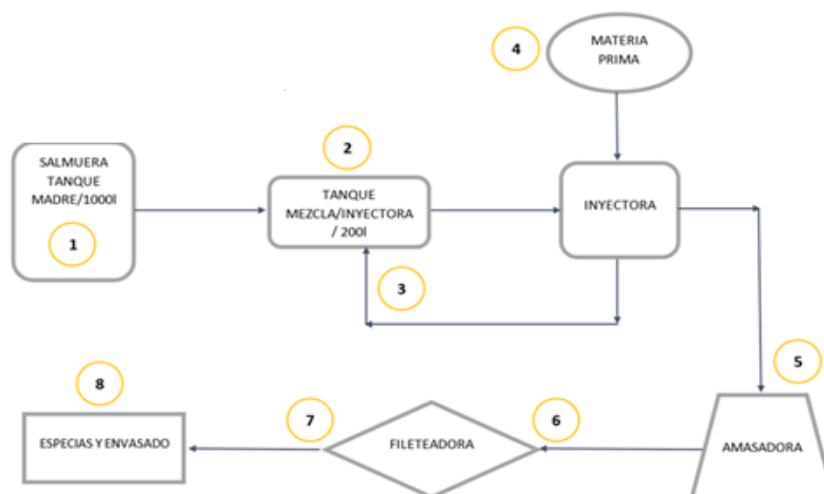 4
MATERIA
PRIMA
SALMUERA
TANQUE
MADRE/1000l
1
2
TANQUE
MEZCLA/INYECTORA
/ 200l
INYECTORA
3
5
8
7
6
ESPECIAS Y ENVASADO
FILETEADORA
AMASADORA